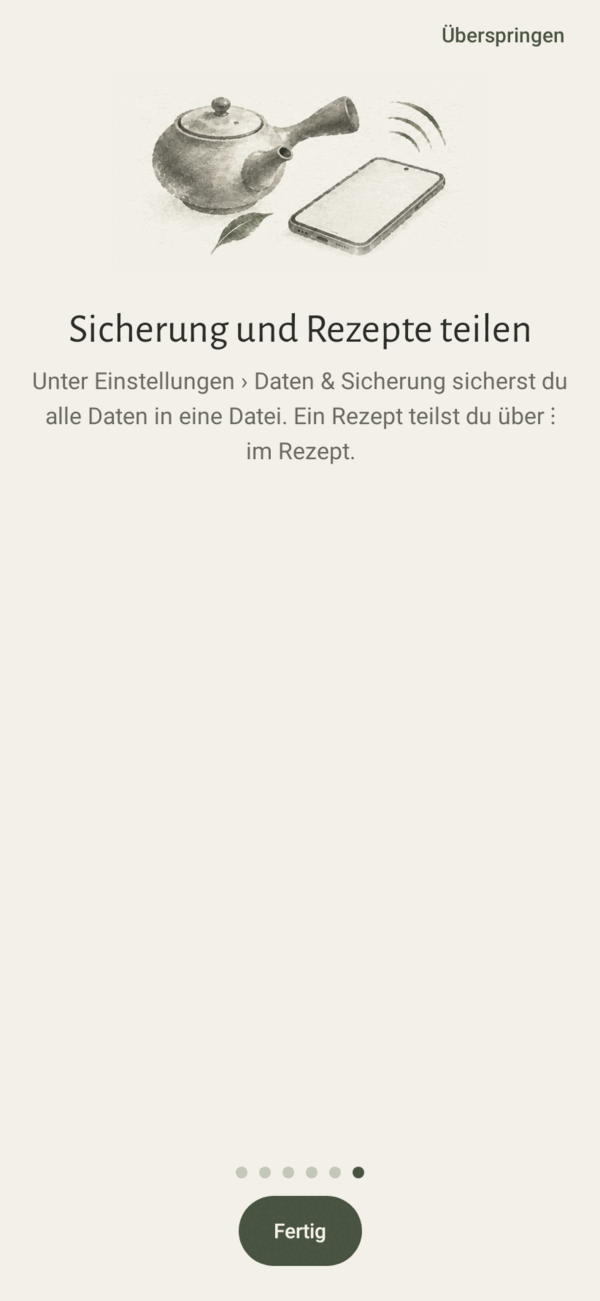 Überspringen
Sicherung und Rezepte teilen
Unter Einstellungen › Daten & Sicherung sicherst du
alle Daten in eine Datei. Ein Rezept teilst du über ⋮
im Rezept.
Fertig